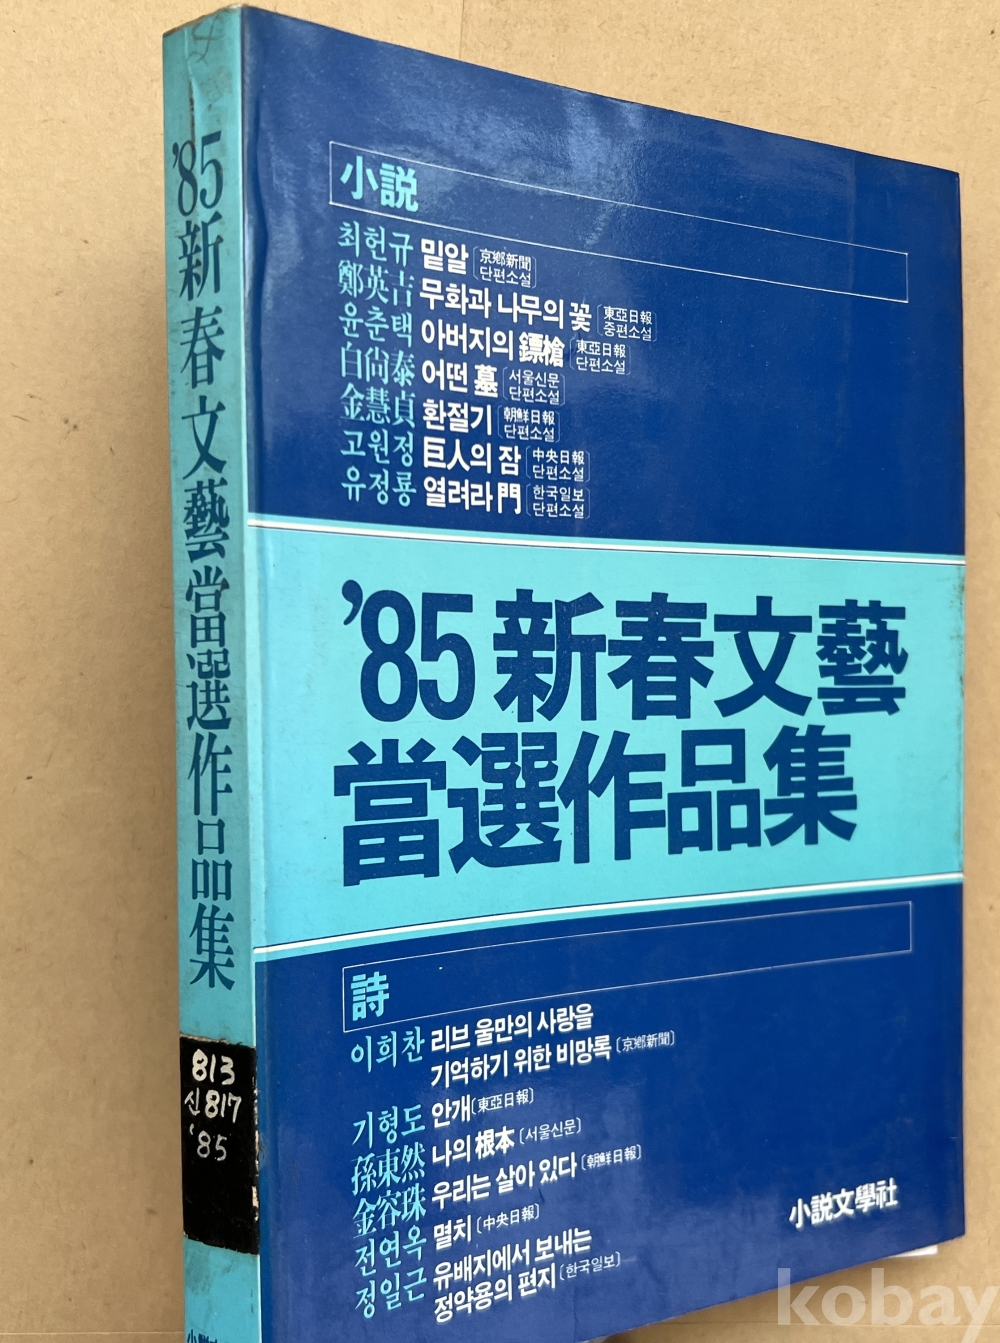 '85 新春文藝當選作品集
813
신817
'85
小説
최헌규 밑알 [京鄕新聞 단편소설]
鄭英吉 무화과 나무의 꽃 [東亞日報 중편소설]
윤춘택 아버지의 鏢槍 [東亞日報 단편소설]
白尙泰 어떤 墓 [서울신문 단편소설]
金慧貞 환절기 [朝鮮日報 단편소설]
고원정 巨人의 잠 [中央日報 단편소설]
유정룡 열려라 門 [한국일보 단편소설]
'85 新春文藝
當選作品集
詩
이희찬 리브 울만의 사랑을
기억하기 위한 비망록 [京鄕新聞]
기형도 안개 [東亞日報]
孫東然 나의 根本 [서울신문]
金容珠 우리는 살아 있다 [朝鮮日報]
전연옥 멸치 [中央日報]
정일근 유배지에서 보내는
정약용의 편지 [한국일보]
小説文學社
kobay